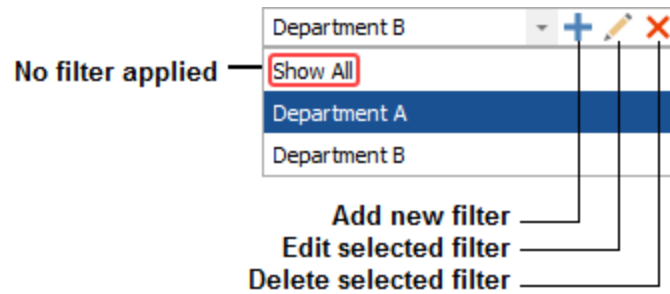 Department B
No filter applied
Show All
Department A
Department B
Add new filter
Edit selected filter
Delete selected filter